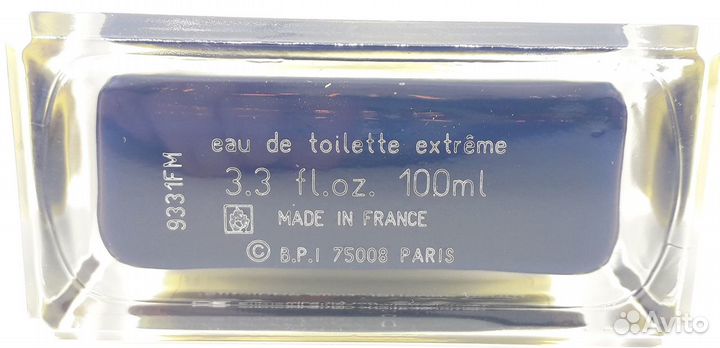 eau de toilette extrême
3.3 fl.oz. 100ml
MADE IN FRANCE
© B.P.I 75008 PARIS
9331FM
Avito